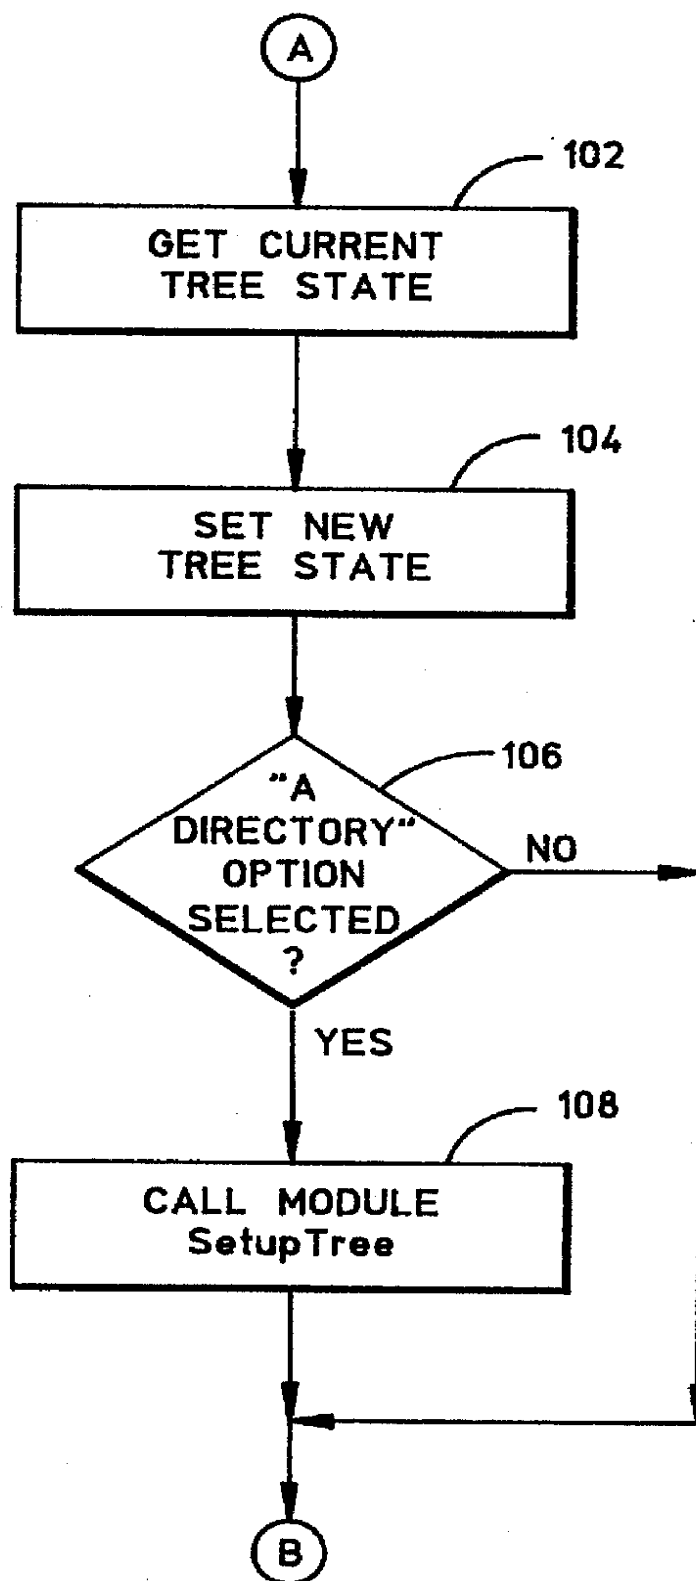 A
102
GET CURRENT
TREE STATE
104
SET NEW
TREE STATE
106
"A
DIRECTORY"
OPTION
SELECTED
?
NO
YES
108
CALL MODULE
SetupTree
B